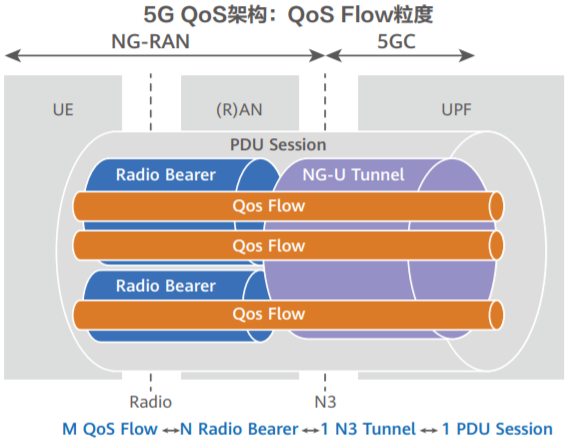 5G QoS架构：QoS Flow粒度
NG-RAN
5GC
UE
(R)AN
UPF
PDU Session
Radio Bearer
NG-U Tunnel
Qos Flow
Qos Flow
Radio Bearer
Qos Flow
Radio
N3
M QoS Flow ↔ N Radio Bearer ↔ 1 N3 Tunnel ↔ 1 PDU Session